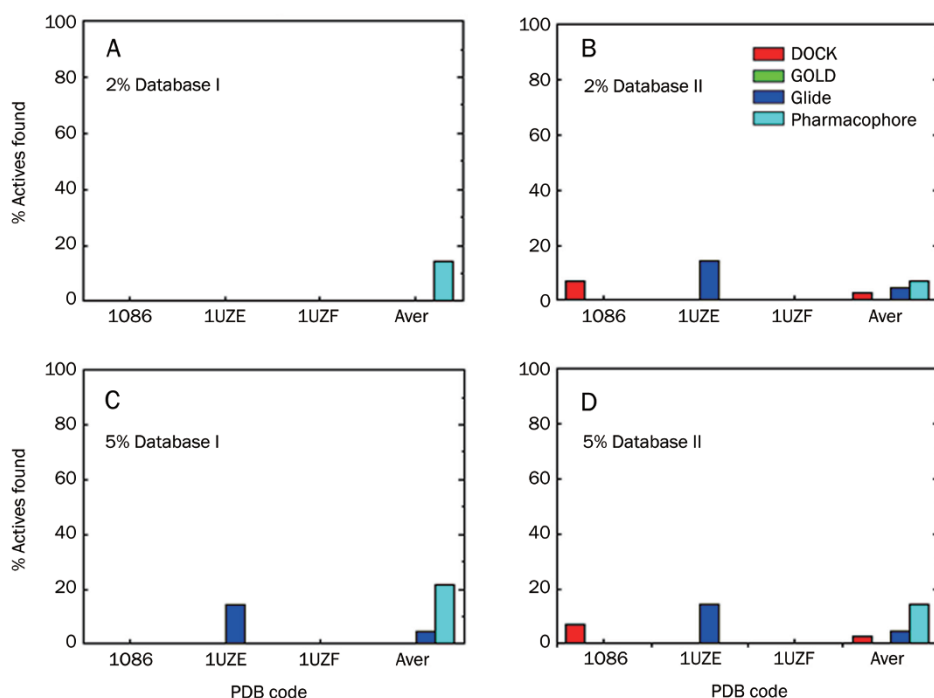 A
2% Database I
% Actives found
100
80
60
40
20
0
1O86
1UZE
1UZF
Aver
B
2% Database II
DOCK
GOLD
Glide
Pharmacophore
100
80
60
40
20
0
1O86
1UZE
1UZF
Aver
C
5% Database I
% Actives found
100
80
60
40
20
0
1O86
1UZE
1UZF
Aver
PDB code
D
5% Database II
100
80
60
40
20
0
1O86
1UZE
1UZF
Aver
PDB code